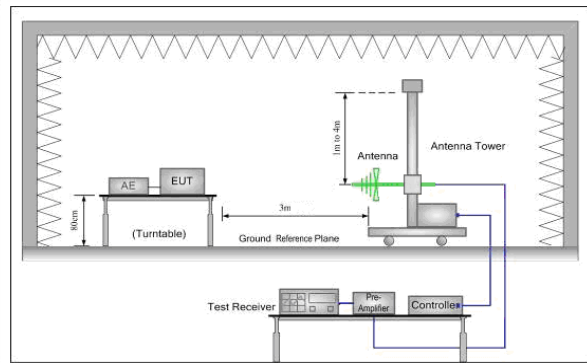 1m to 4m
Antenna
Antenna Tower
AE
EUT
80cm
(Turntable)
3m
Ground Reference Plane
Test Receiver
Pre-
Amplifier
Controller